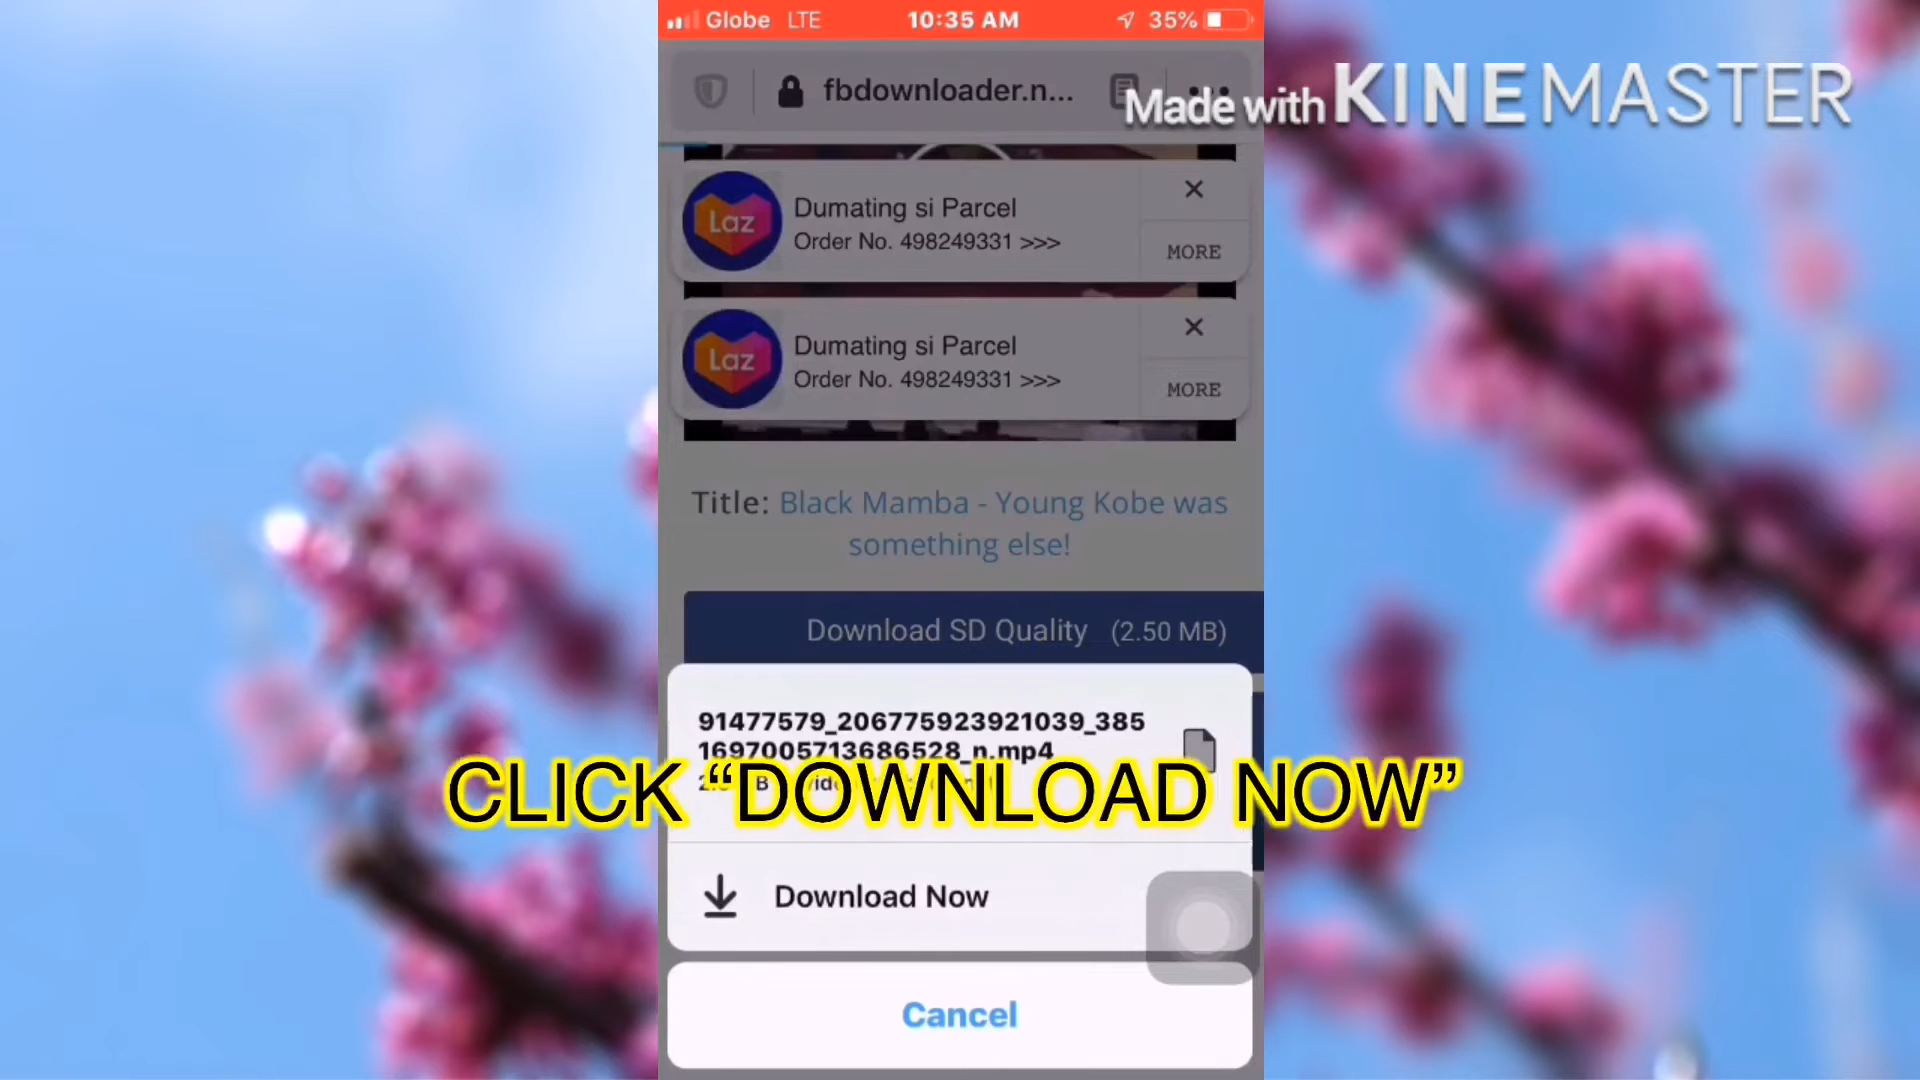 Globe LTE 10:35 AM 35%
fbdownloader.n...
Made with KINEMASTER
Laz
Dumating si Parcel
Order No. 498249331 >>>
MORE
Laz
Dumating si Parcel
Order No. 498249331 >>>
MORE
Title: Black Mamba - Young Kobe was
something else!
Download SD Quality (2.50 MB)
91477579_206775923921039_385
1697005713686528_n.mp4
CLICK “DOWNLOAD NOW”
Download Now
Cancel